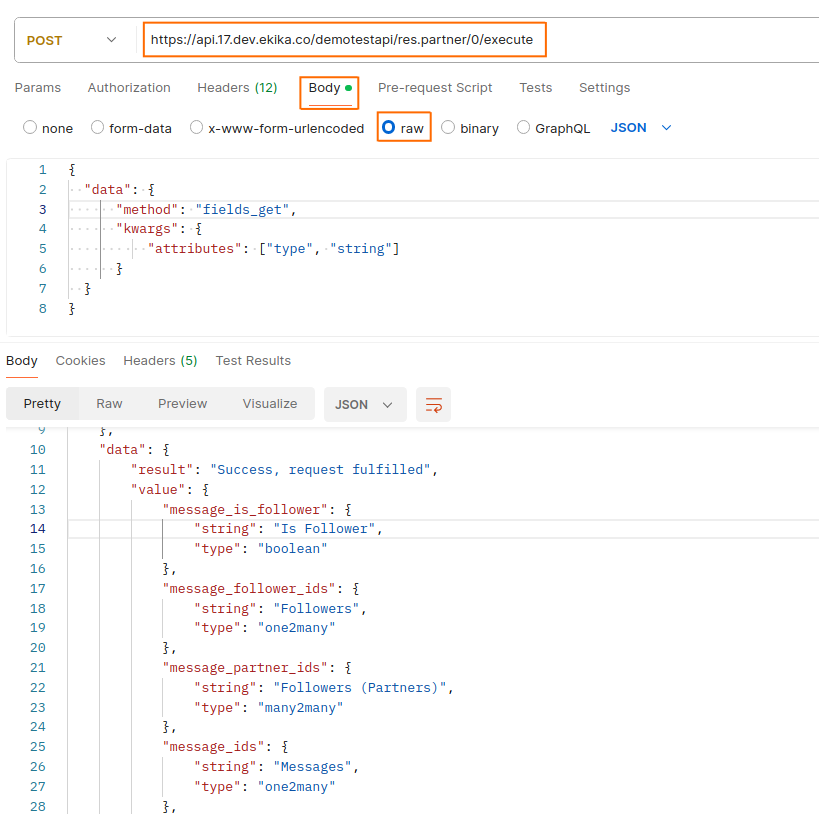 POST https://api.17.dev.ekika.co/demotestapi/res.partner/0/execute
Params Authorization Headers (12) Body Pre-request Script Tests Settings
none form-data x-www-form-urlencoded raw binary GraphQL JSON
1 {
2 "data": {
3 "method": "fields_get",
4 "kwargs": {
5 "attributes": ["type", "string"]
6 }
7 }
8 }
Body Cookies Headers (5) Test Results
Pretty Raw Preview Visualize JSON
9 },
10 "data": {
11 "result": "Success, request fulfilled",
12 "value": {
13 "message_is_follower": {
14 "string": "Is Follower",
15 "type": "boolean"
16 },
17 "message_follower_ids": {
18 "string": "Followers",
19 "type": "one2many"
20 },
21 "message_partner_ids": {
22 "string": "Followers (Partners)",
23 "type": "many2many"
24 },
25 "message_ids": {
26 "string": "Messages",
27 "type": "one2many"
28 },